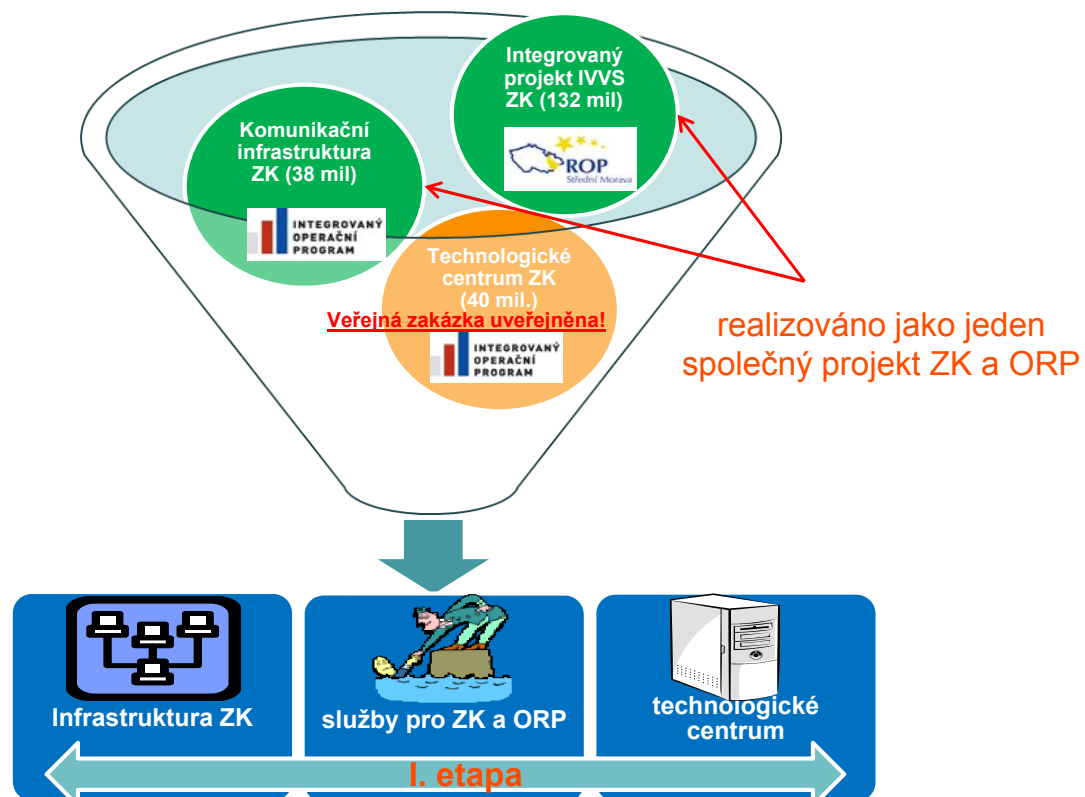 Integrovaný
projekt IVVS
ZK (132 mil)
ROP
Střední Morava
Komunikační
infrastruktura
ZK (38 mil)
INTEGROVANÝ
OPERAČNÍ
PROGRAM
Technologické
centrum ZK
(40 mil.)
Veřejná zakázka uveřejněna!
INTEGROVANÝ
OPERAČNÍ
PROGRAM
realizováno jako jeden
společný projekt ZK a ORP
Infrastruktura ZK
služby pro ZK a ORP
technologické
centrum
I. etapa